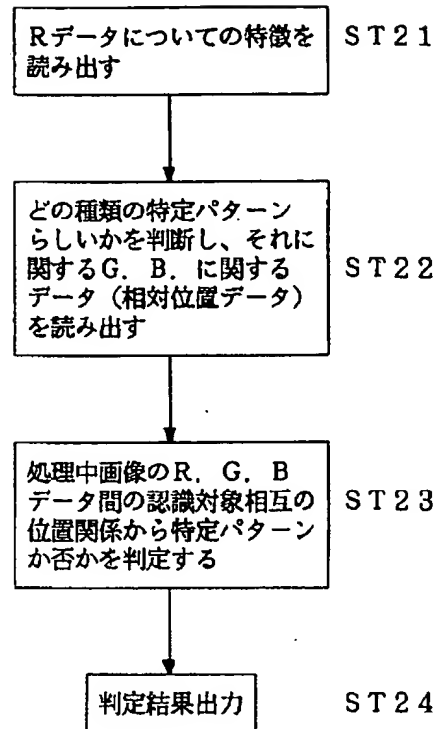 Rデータについての特徴を
読み出す
ST21
どの種類の特定パターン
らしいかを判断し、それに
関するG．B．に関する
データ（相対位置データ）
を読み出す
ST22
処理中画像のR．G．B
データ間の認識対象相互の
位置関係から特定パターン
か否かを判定する
ST23
判定結果出力
ST24